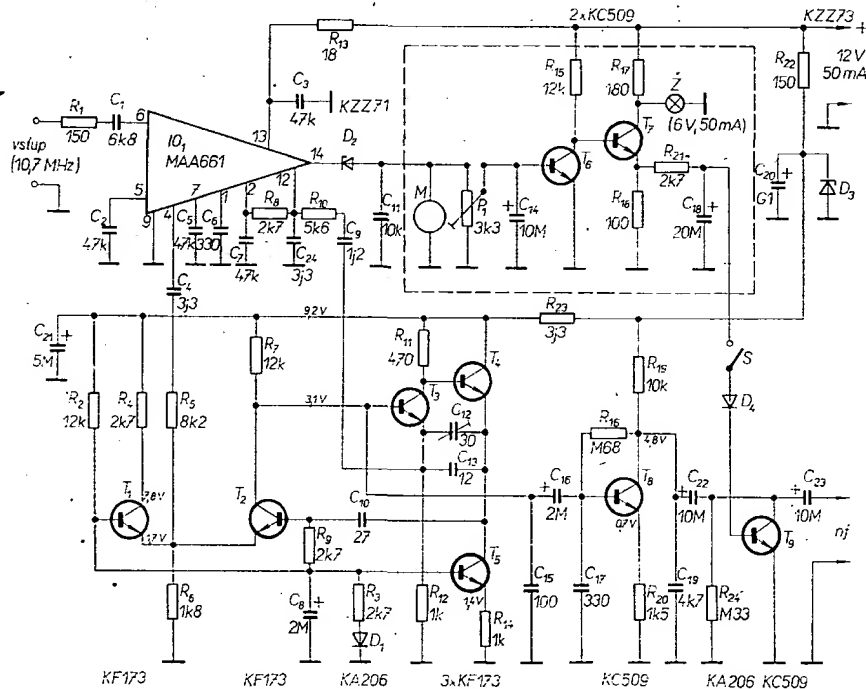 2xKC509
KZZ73
+
12V
50mA
R13
18
C3
47k
KZZ71
R15
12k
R17
180
Ž
(6V,50mA)
R22
150
R1
150
C1
6k8
vstup
(10,7 MHz)
6
IO1
MAA661
13
14
12
5
9
4
7
1
2
D2
C2
47k
C5
47k
C6
330
R8
2k7
R10
5k6
C7
47k
C24
3j3
C9
1j2
C11
10k
M
P1
3k3
C14
+
10M
T6
T7
R16
100
R21
2k7
C18
+
20M
C20
+
G1
D3
C4
3j3
C21
+
5M
9,2V
R23
3j3
S
D4
R2
12k
R4
2k7
R5
8k2
R7
12k
3,1V
R11
470
T3
T4
C12
30
C13
12
R15
10k
R16
M68
4,8V
T1
7,8V
1,7V
T2
C10
27
R9
2k7
C16
+
2M
T8
0,7V
C22
+
10M
C23
+
10M
T9
nf
R6
1k8
C8
+
2M
R3
2k7
D1
T5
1,4V
R12
1k
R14
1k
C15
100
C17
330
R20
1k5
C19
4k7
R24
M33
KF173
KF173
KA206
3xKF173
KC509
KA206 KC509